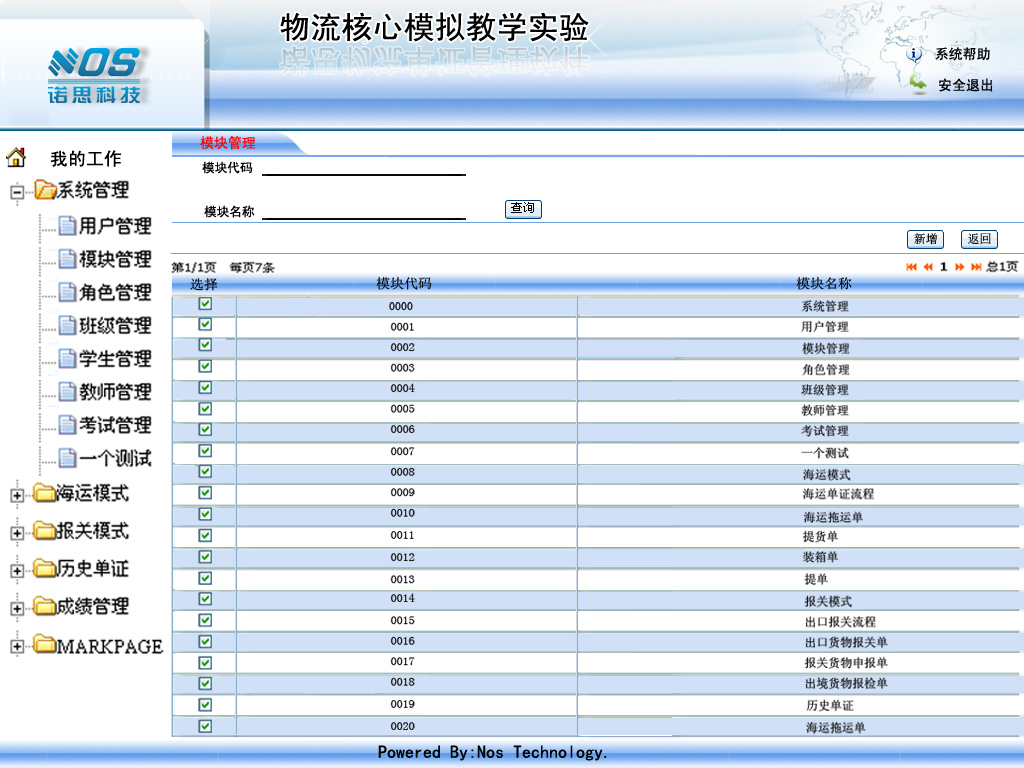 物流核心模拟教学实验
NOS
诺思科技
系统帮助
安全退出
我的工作
系统管理
用户管理
模块管理
角色管理
班级管理
学生管理
教师管理
考试管理
一个测试
海运模式
报关模式
历史单证
成绩管理
MARKPAGE
模块管理
模块代码
模块名称 查询
新增 返回
第1/1页 每页7条 1 总1页
选择 模块代码 模块名称
0000 系统管理
0001 用户管理
0002 模块管理
0003 角色管理
0004 班级管理
0005 教师管理
0006 考试管理
0007 一个测试
0008 海运模式
0009 海运单证流程
0010 海运拖运单
0011 提货单
0012 装箱单
0013 提单
0014 报关模式
0015 出口报关流程
0016 出口货物报关单
0017 报关货物申报单
0018 出境货物报检单
0019 历史单证
0020 海运拖运单
Powered By:Nos Technology.